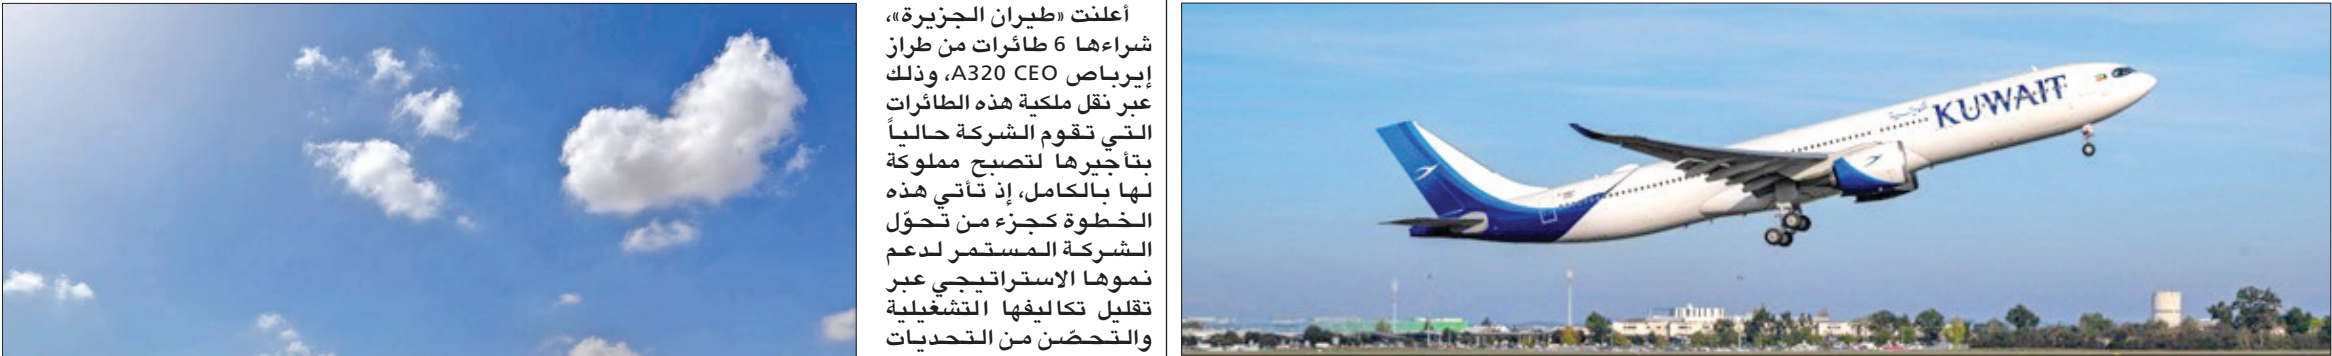 KUWAIT
أعلنت «طيران الجزيرة»،
شراءها 6 طائرات من طراز
إيرباص A320 CEO، وذلك
عبر نقل ملكية هذه الطائرات
التي تقوم الشركة حالياً
بتأجيرها لتصبح مملوكة
لها بالكامل، إذ تأتي هذه
الخطوة كجزء من تحوّل
الشركة المستمر لدعم
نموها الاستراتيجي عبر
تقليل تكاليفها التشغيلية
والتحصّن من التحديات